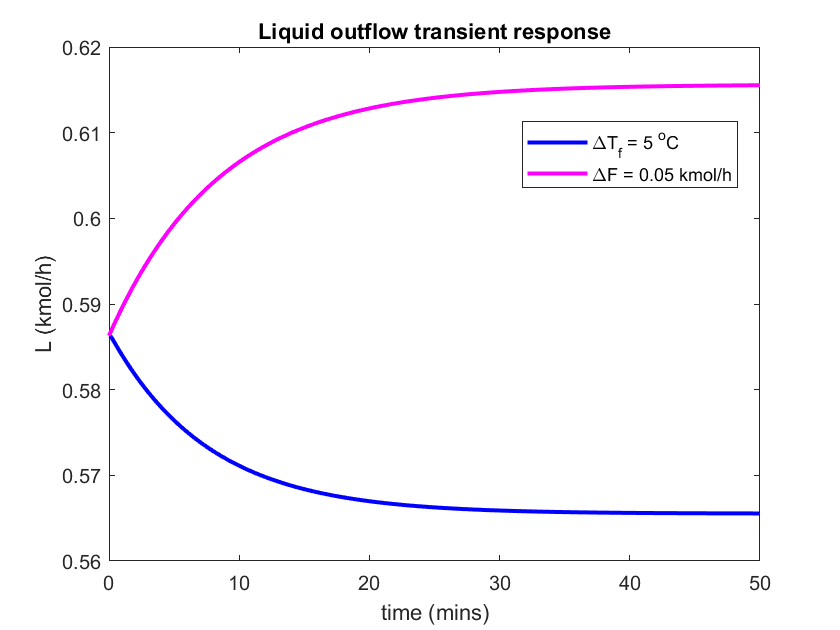 Liquid outflow transient response
0.62
0.61
0.6
0.59
0.58
0.57
0.56
L (kmol/h)
ΔT_f = 5 °C
ΔF = 0.05 kmol/h
0 10 20 30 40 50
time (mins)